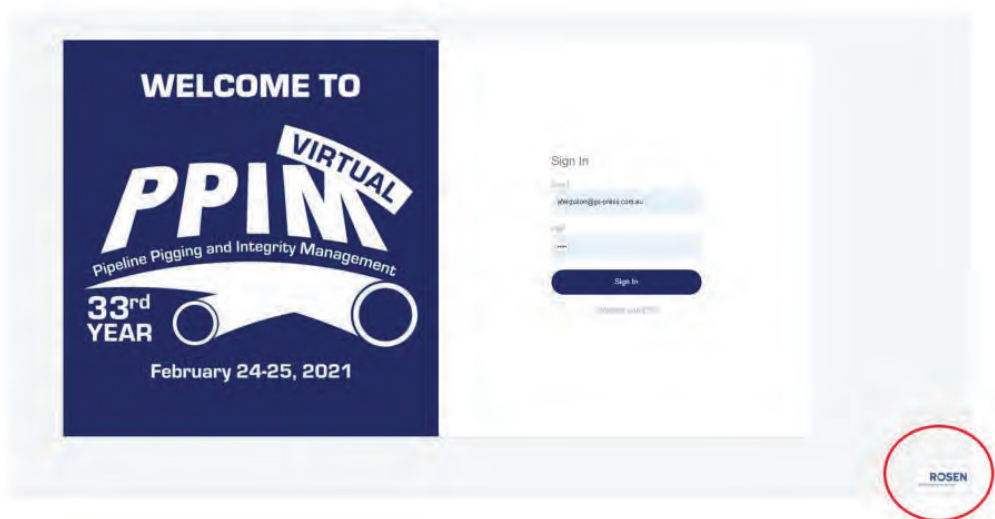 WELCOME TO
VIRTUAL
PPIM
Pipeline Pigging and Integrity Management
33rd
YEAR
February 24-25, 2021
Sign In
Sign In
ROSEN